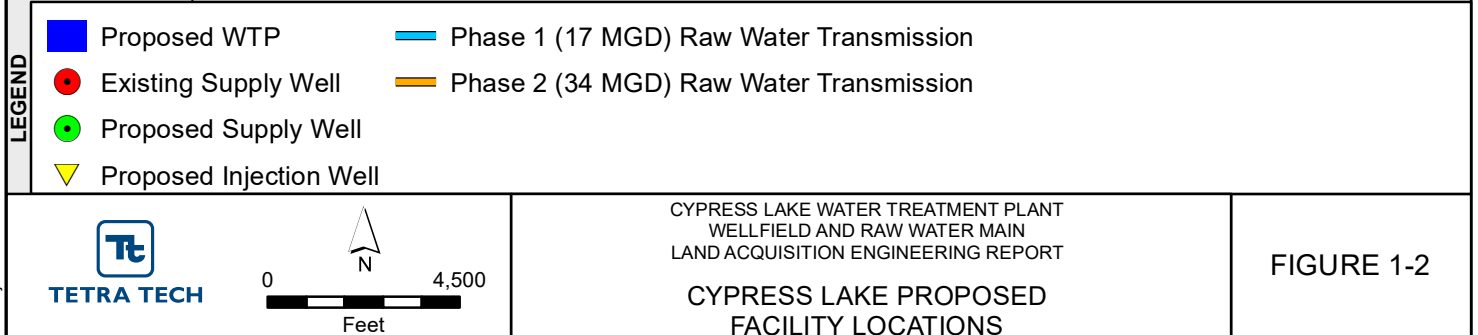 LEGEND
Proposed WTP
Existing Supply Well
Proposed Supply Well
Proposed Injection Well
Phase 1 (17 MGD) Raw Water Transmission
Phase 2 (34 MGD) Raw Water Transmission
Tt
TETRA TECH
N
0 4,500
Feet
CYPRESS LAKE WATER TREATMENT PLANT
WELLFIELD AND RAW WATER MAIN
LAND ACQUISITION ENGINEERING REPORT
CYPRESS LAKE PROPOSED
FACILITY LOCATIONS
FIGURE 1-2